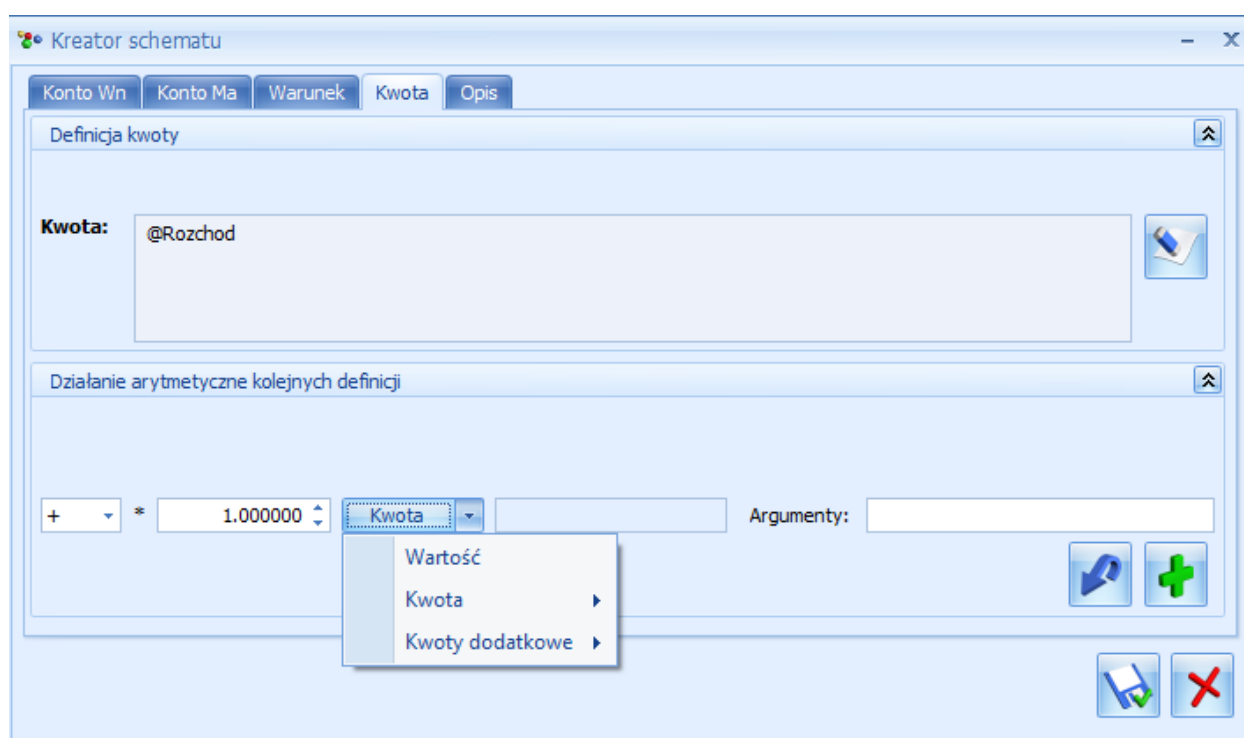 Kreator schematu
Konto Wn Konto Ma Warunek Kwota Opis
Definicja kwoty
Kwota: @Rozchod
Działanie arytmetyczne kolejnych definicji
+ * 1.000000 Kwota Argumenty:
Wartość
Kwota
Kwoty dodatkowe